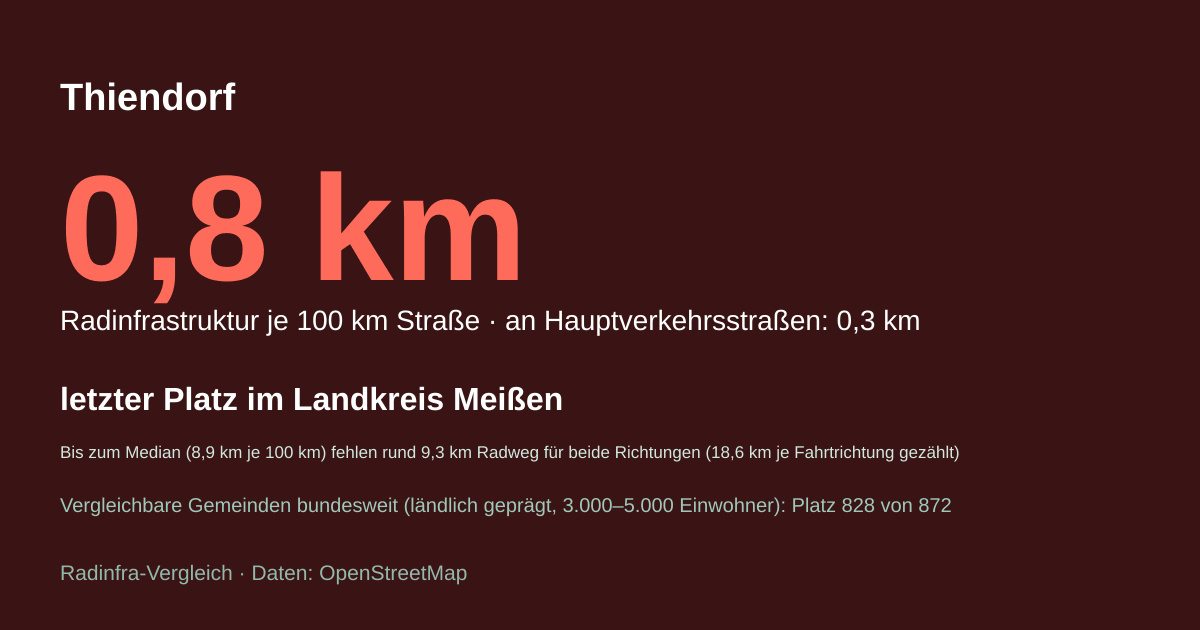 Thiendorf
0,8 km
Radinfrastruktur je 100 km Straße · an Hauptverkehrsstraßen: 0,3 km
letzter Platz im Landkreis Meißen
Bis zum Median (8,9 km je 100 km) fehlen rund 9,3 km Radweg für beide Richtungen (18,6 km je Fahrtrichtung gezählt)
Vergleichbare Gemeinden bundesweit (ländlich geprägt, 3.000–5.000 Einwohner): Platz 828 von 872
Radinfra-Vergleich · Daten: OpenStreetMap